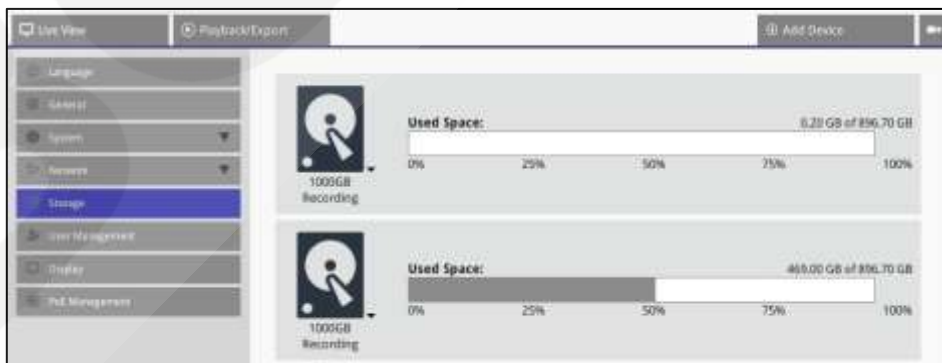 Live View
Playback/Export
Add Device
Language
General
System
Network
Storage
User Management
Display
PoE Management
Used Space:
0.20 GB of 896.70 GB
0% 25% 50% 75% 100%
1000GB
Recording
Used Space:
469.00 GB of 896.70 GB
0% 25% 50% 75% 100%
1000GB
Recording